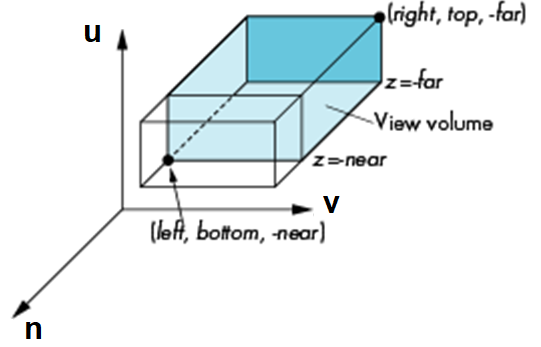 u
(right, top, -far)
z=-far
View volume
z=-near
v
(left, bottom, -near)
n